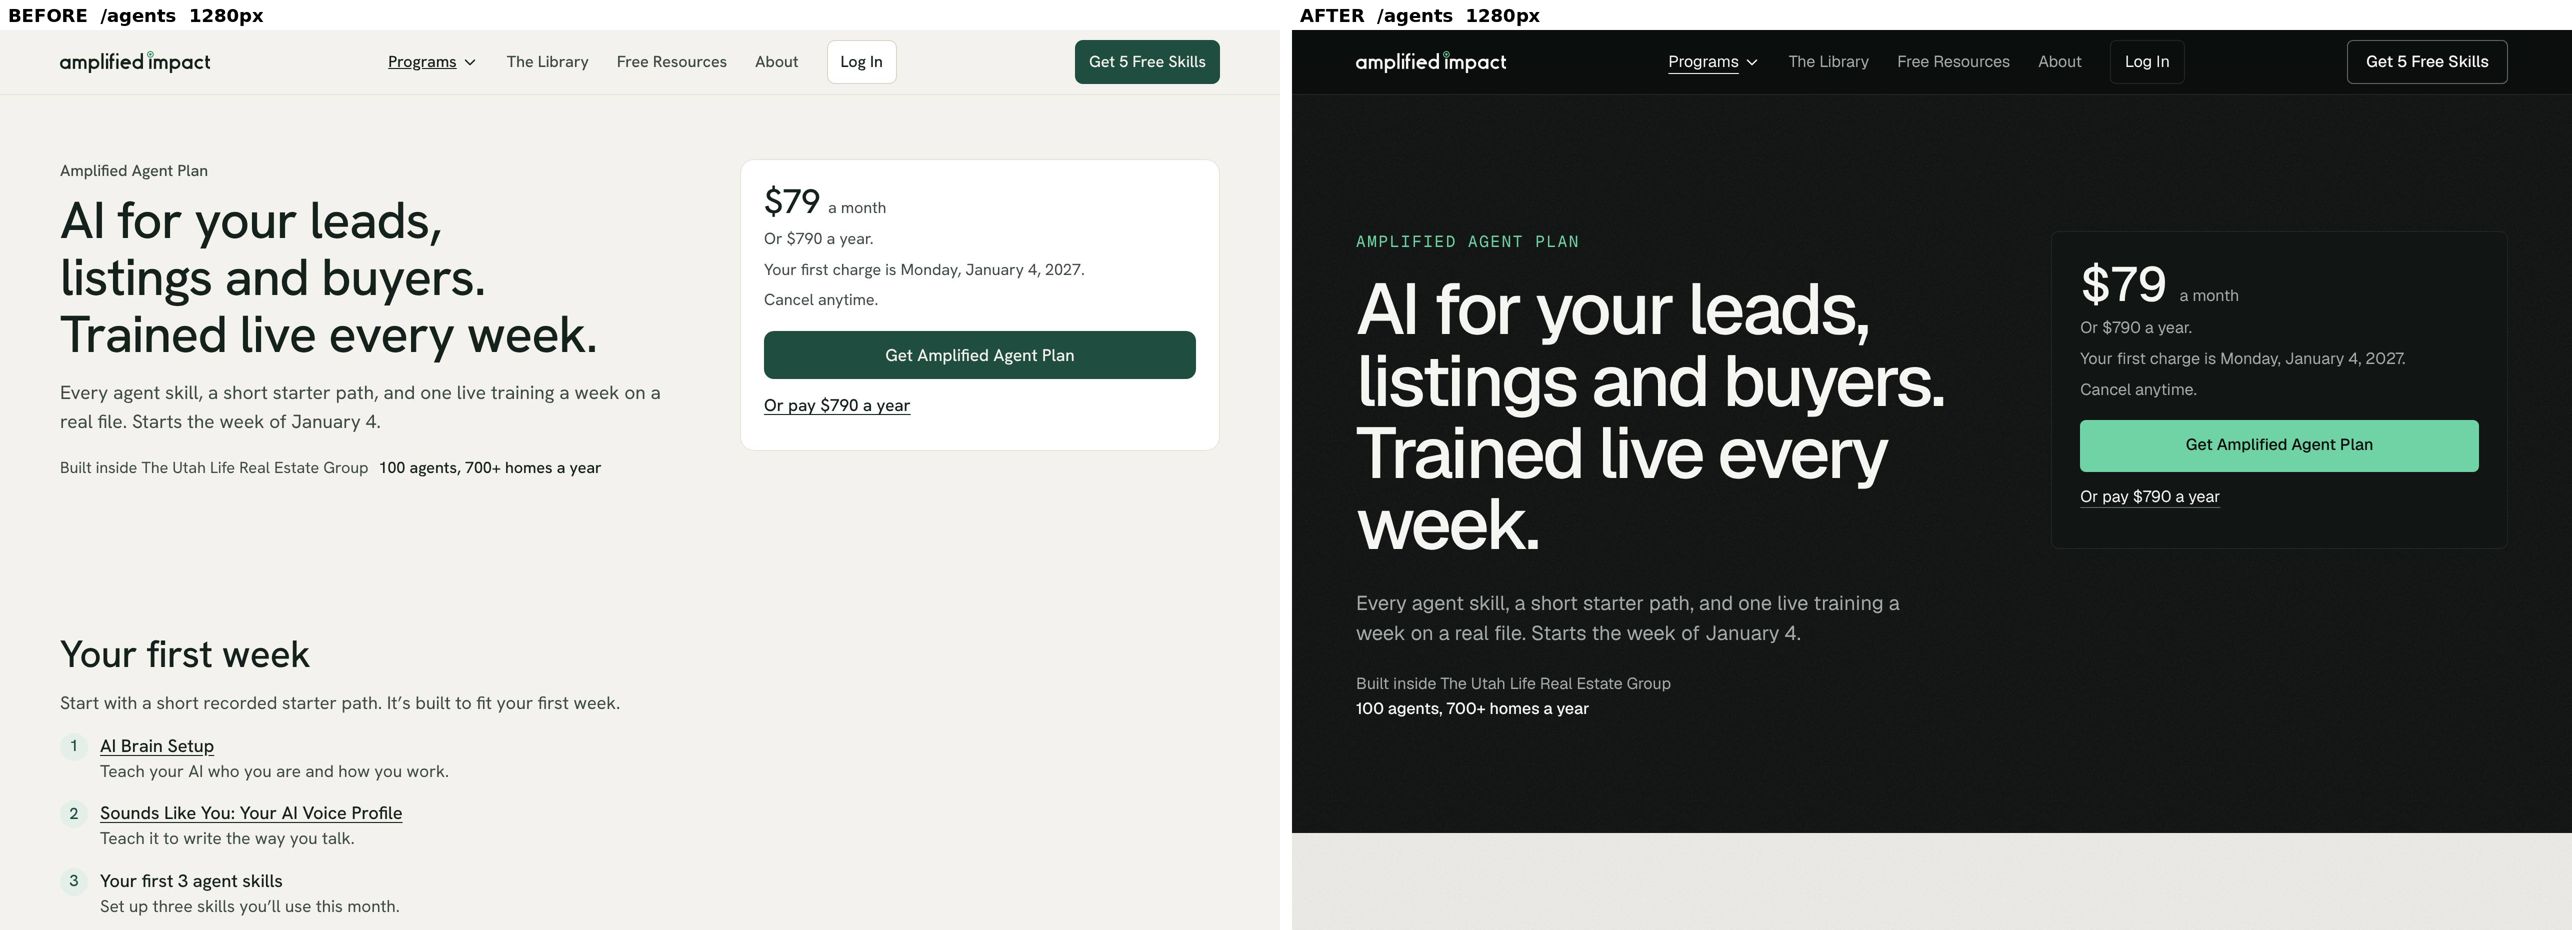 BEFORE /agents 1280px
amplified impact
Programs
The Library
Free Resources
About
Log In
Get 5 Free Skills
Amplified Agent Plan
AI for your leads,
listings and buyers.
Trained live every week.
Every agent skill, a short starter path, and one live training a week on a
real file. Starts the week of January 4.
Built inside The Utah Life Real Estate Group 100 agents, 700+ homes a year
$79 a month
Or $790 a year.
Your first charge is Monday, January 4, 2027.
Cancel anytime.
Get Amplified Agent Plan
Or pay $790 a year
Your first week
Start with a short recorded starter path. It’s built to fit your first week.
1 AI Brain Setup
Teach your AI who you are and how you work.
2 Sounds Like You: Your AI Voice Profile
Teach it to write the way you talk.
3 Your first 3 agent skills
Set up three skills you’ll use this month.
AFTER /agents 1280px
amplified impact
Programs
The Library
Free Resources
About
Log In
Get 5 Free Skills
AMPLIFIED AGENT PLAN
AI for your leads,
listings and buyers.
Trained live every
week.
Every agent skill, a short starter path, and one live training a
week on a real file. Starts the week of January 4.
Built inside The Utah Life Real Estate Group
100 agents, 700+ homes a year
$79 a month
Or $790 a year.
Your first charge is Monday, January 4, 2027.
Cancel anytime.
Get Amplified Agent Plan
Or pay $790 a year